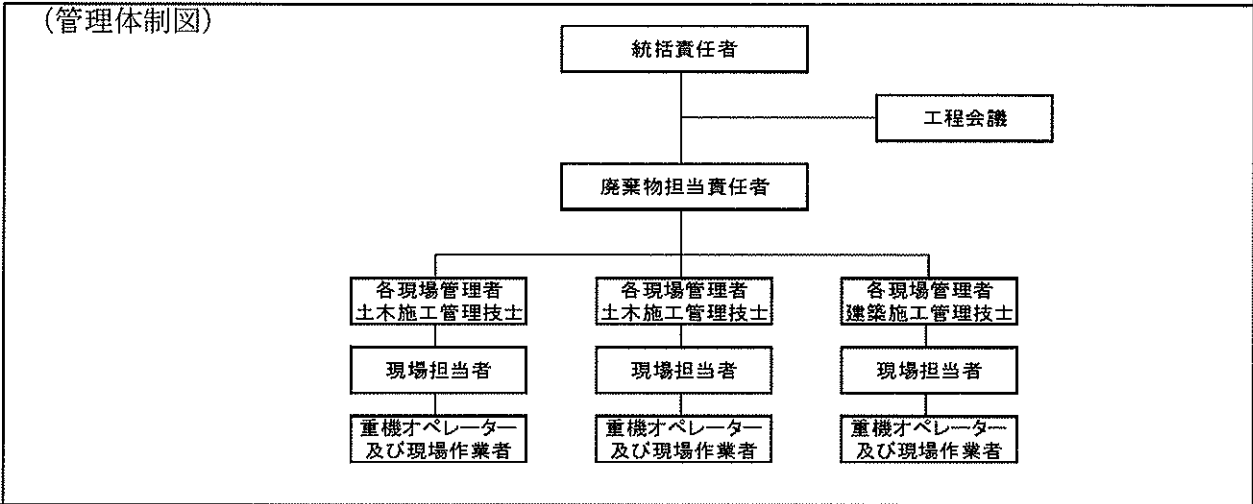 (管理体制図)
統括責任者
工程会議
廃棄物担当責任者
各現場管理者
土木施工管理技士
各現場管理者
土木施工管理技士
各現場管理者
建築施工管理技士
現場担当者
現場担当者
現場担当者
重機オペレーター
及び現場作業者
重機オペレーター
及び現場作業者
重機オペレーター
及び現場作業者